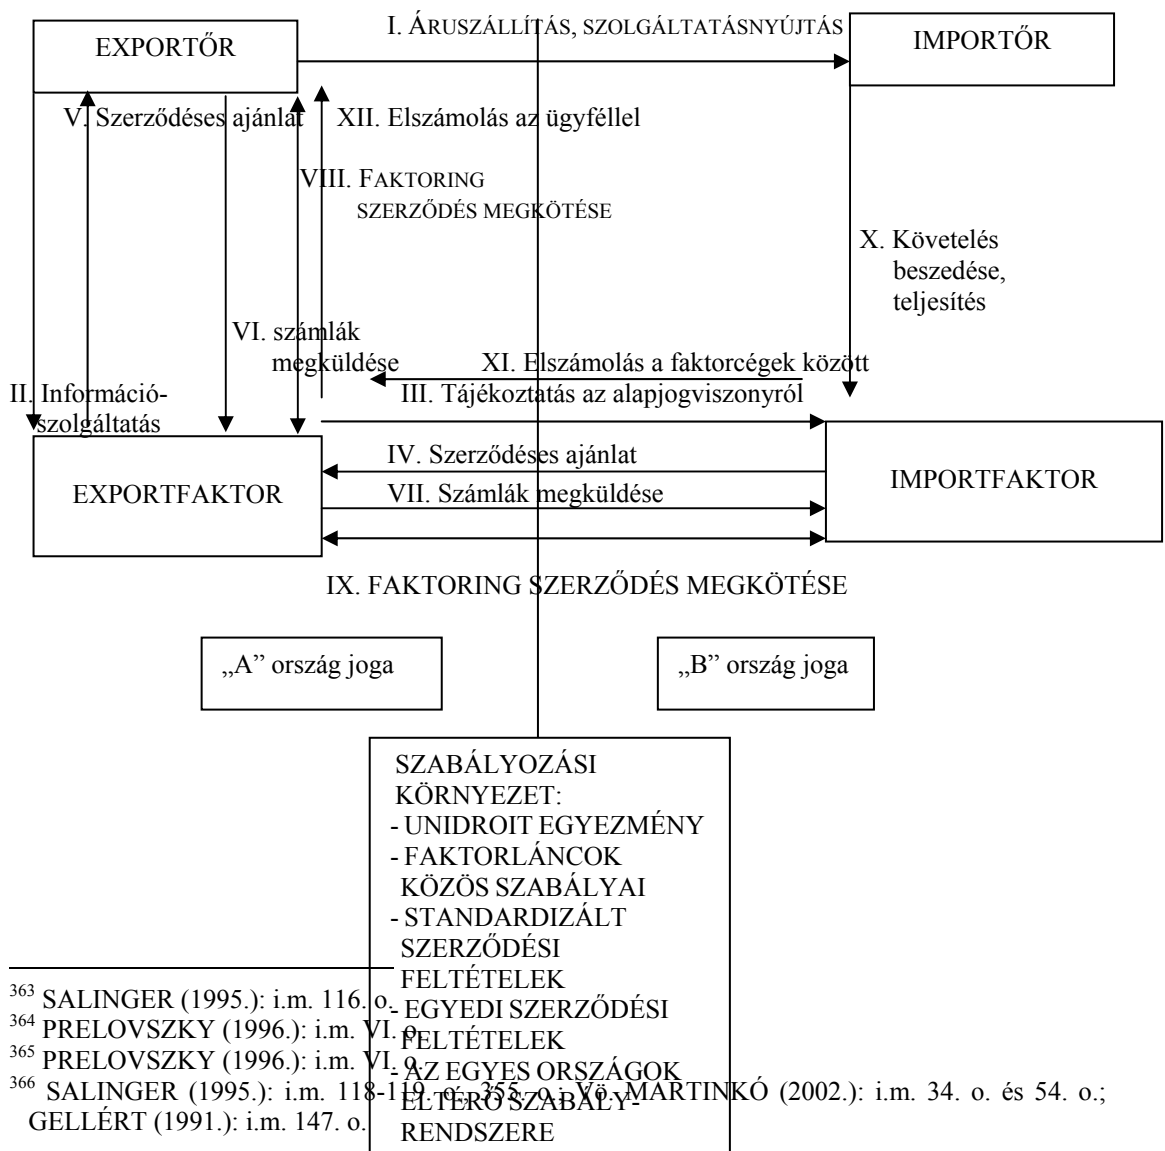 I. ÁRUSZÁLLÍTÁS, SZOLGÁLTATÁSNYÚJTÁS
EXPORTŐR
IMPORTŐR
V. Szerződéses ajánlat
XII. Elszámolás az ügyféllel
VIII. FAKTORING
SZERZŐDÉS MEGKÖTÉSE
X. Követelés
beszedése,
teljesítés
VI. számlák
megküldése
XI. Elszámolás a faktorcégek között
II. Információ-
szolgáltatás
III. Tájékoztatás az alapjogviszonyról
IV. Szerződéses ajánlat
EXPORTFAKTOR
IMPORTFAKTOR
VII. Számlák megküldése
IX. FAKTORING SZERZŐDÉS MEGKÖTÉSE
„A” ország joga
„B” ország joga
SZABÁLYOZÁSI
KÖRNYEZET:
- UNIDROIT EGYEZMÉNY
- FAKTORLÁNCOK
KÖZÖS SZABÁLYAI
- STANDARDIZÁLT
SZERZŐDÉSI
FELTÉTELEK
- EGYEDI SZERZŐDÉSI
FELTÉTELEK
- AZ EGYES ORSZÁGOK
ELTÉRŐ SZABÁLY-
RENDSZERE
363 SALINGER (1995.): i.m. 116. o.
364 PRELOVSZKY (1996.): i.m. VI. o.
365 PRELOVSZKY (1996.): i.m. VI. o.
366 SALINGER (1995.): i.m. 118-119. o., 355. o.; Vö. MARTINKÓ (2002.): i.m. 34. o. és 54. o.;
GELLÉRT (1991.): i.m. 147. o.